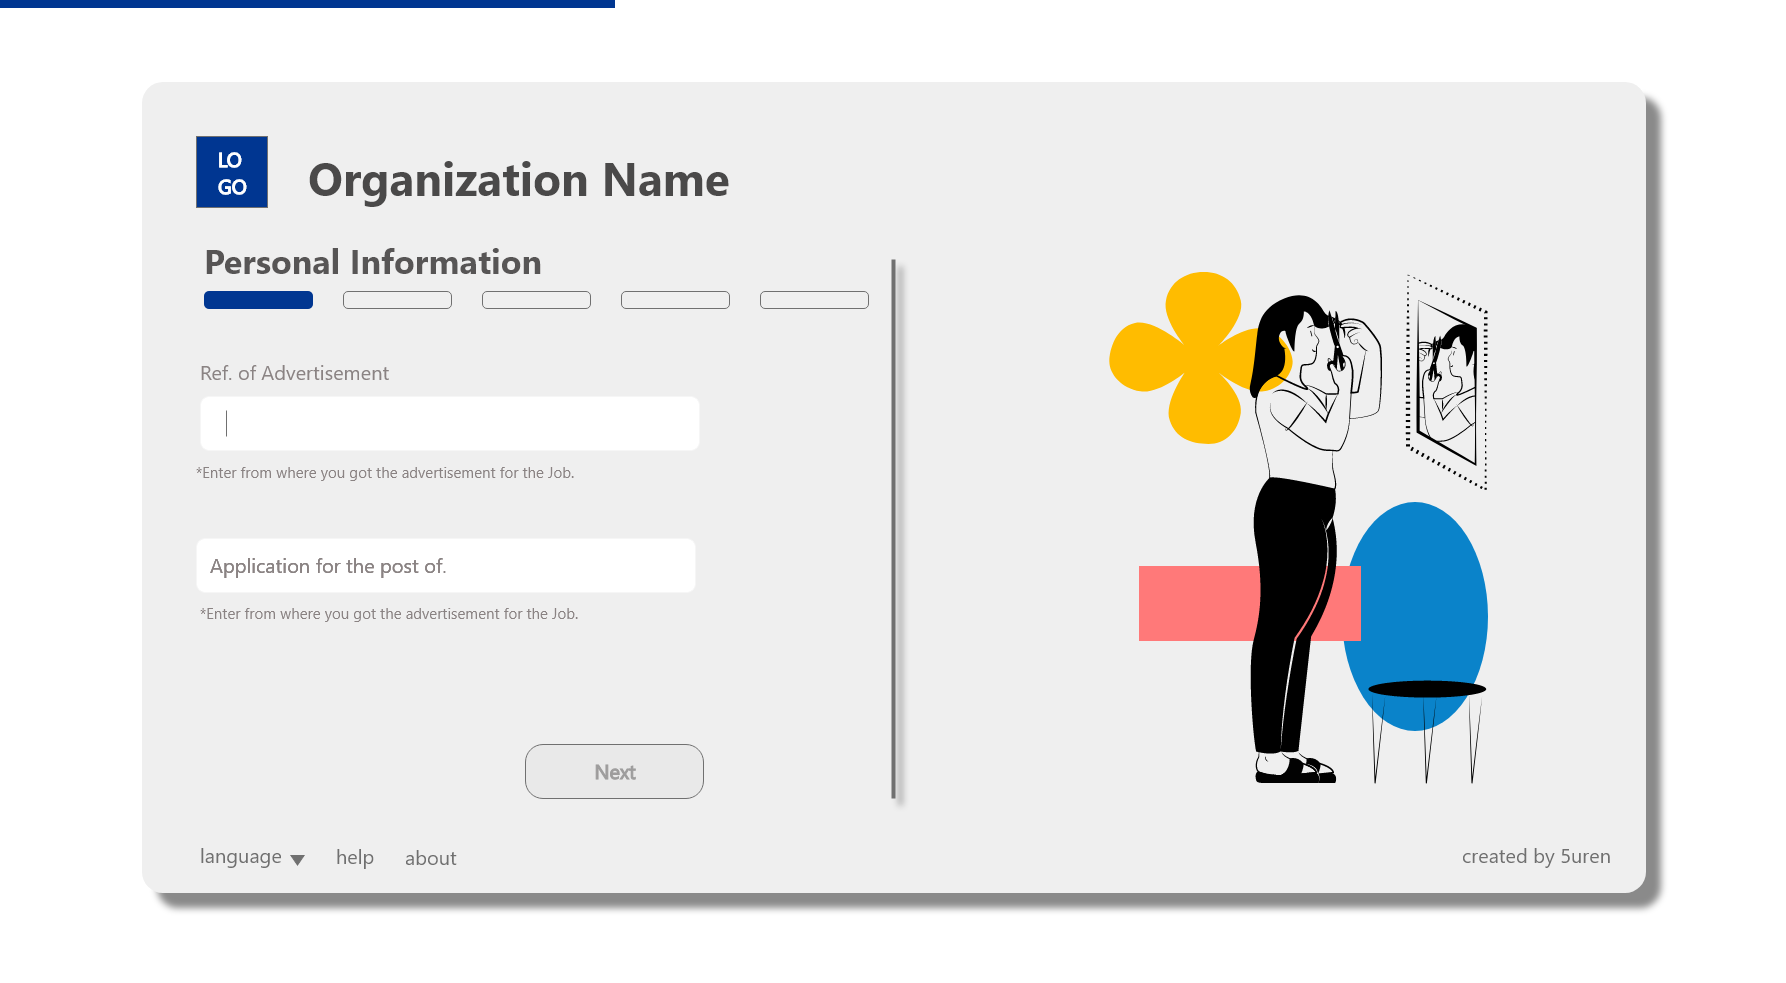 LO
GO
Organization Name
Personal Information
Ref. of Advertisement
*Enter from where you got the advertisement for the Job.
Application for the post of.
*Enter from where you got the advertisement for the Job.
Next
language help about
created by 5uren